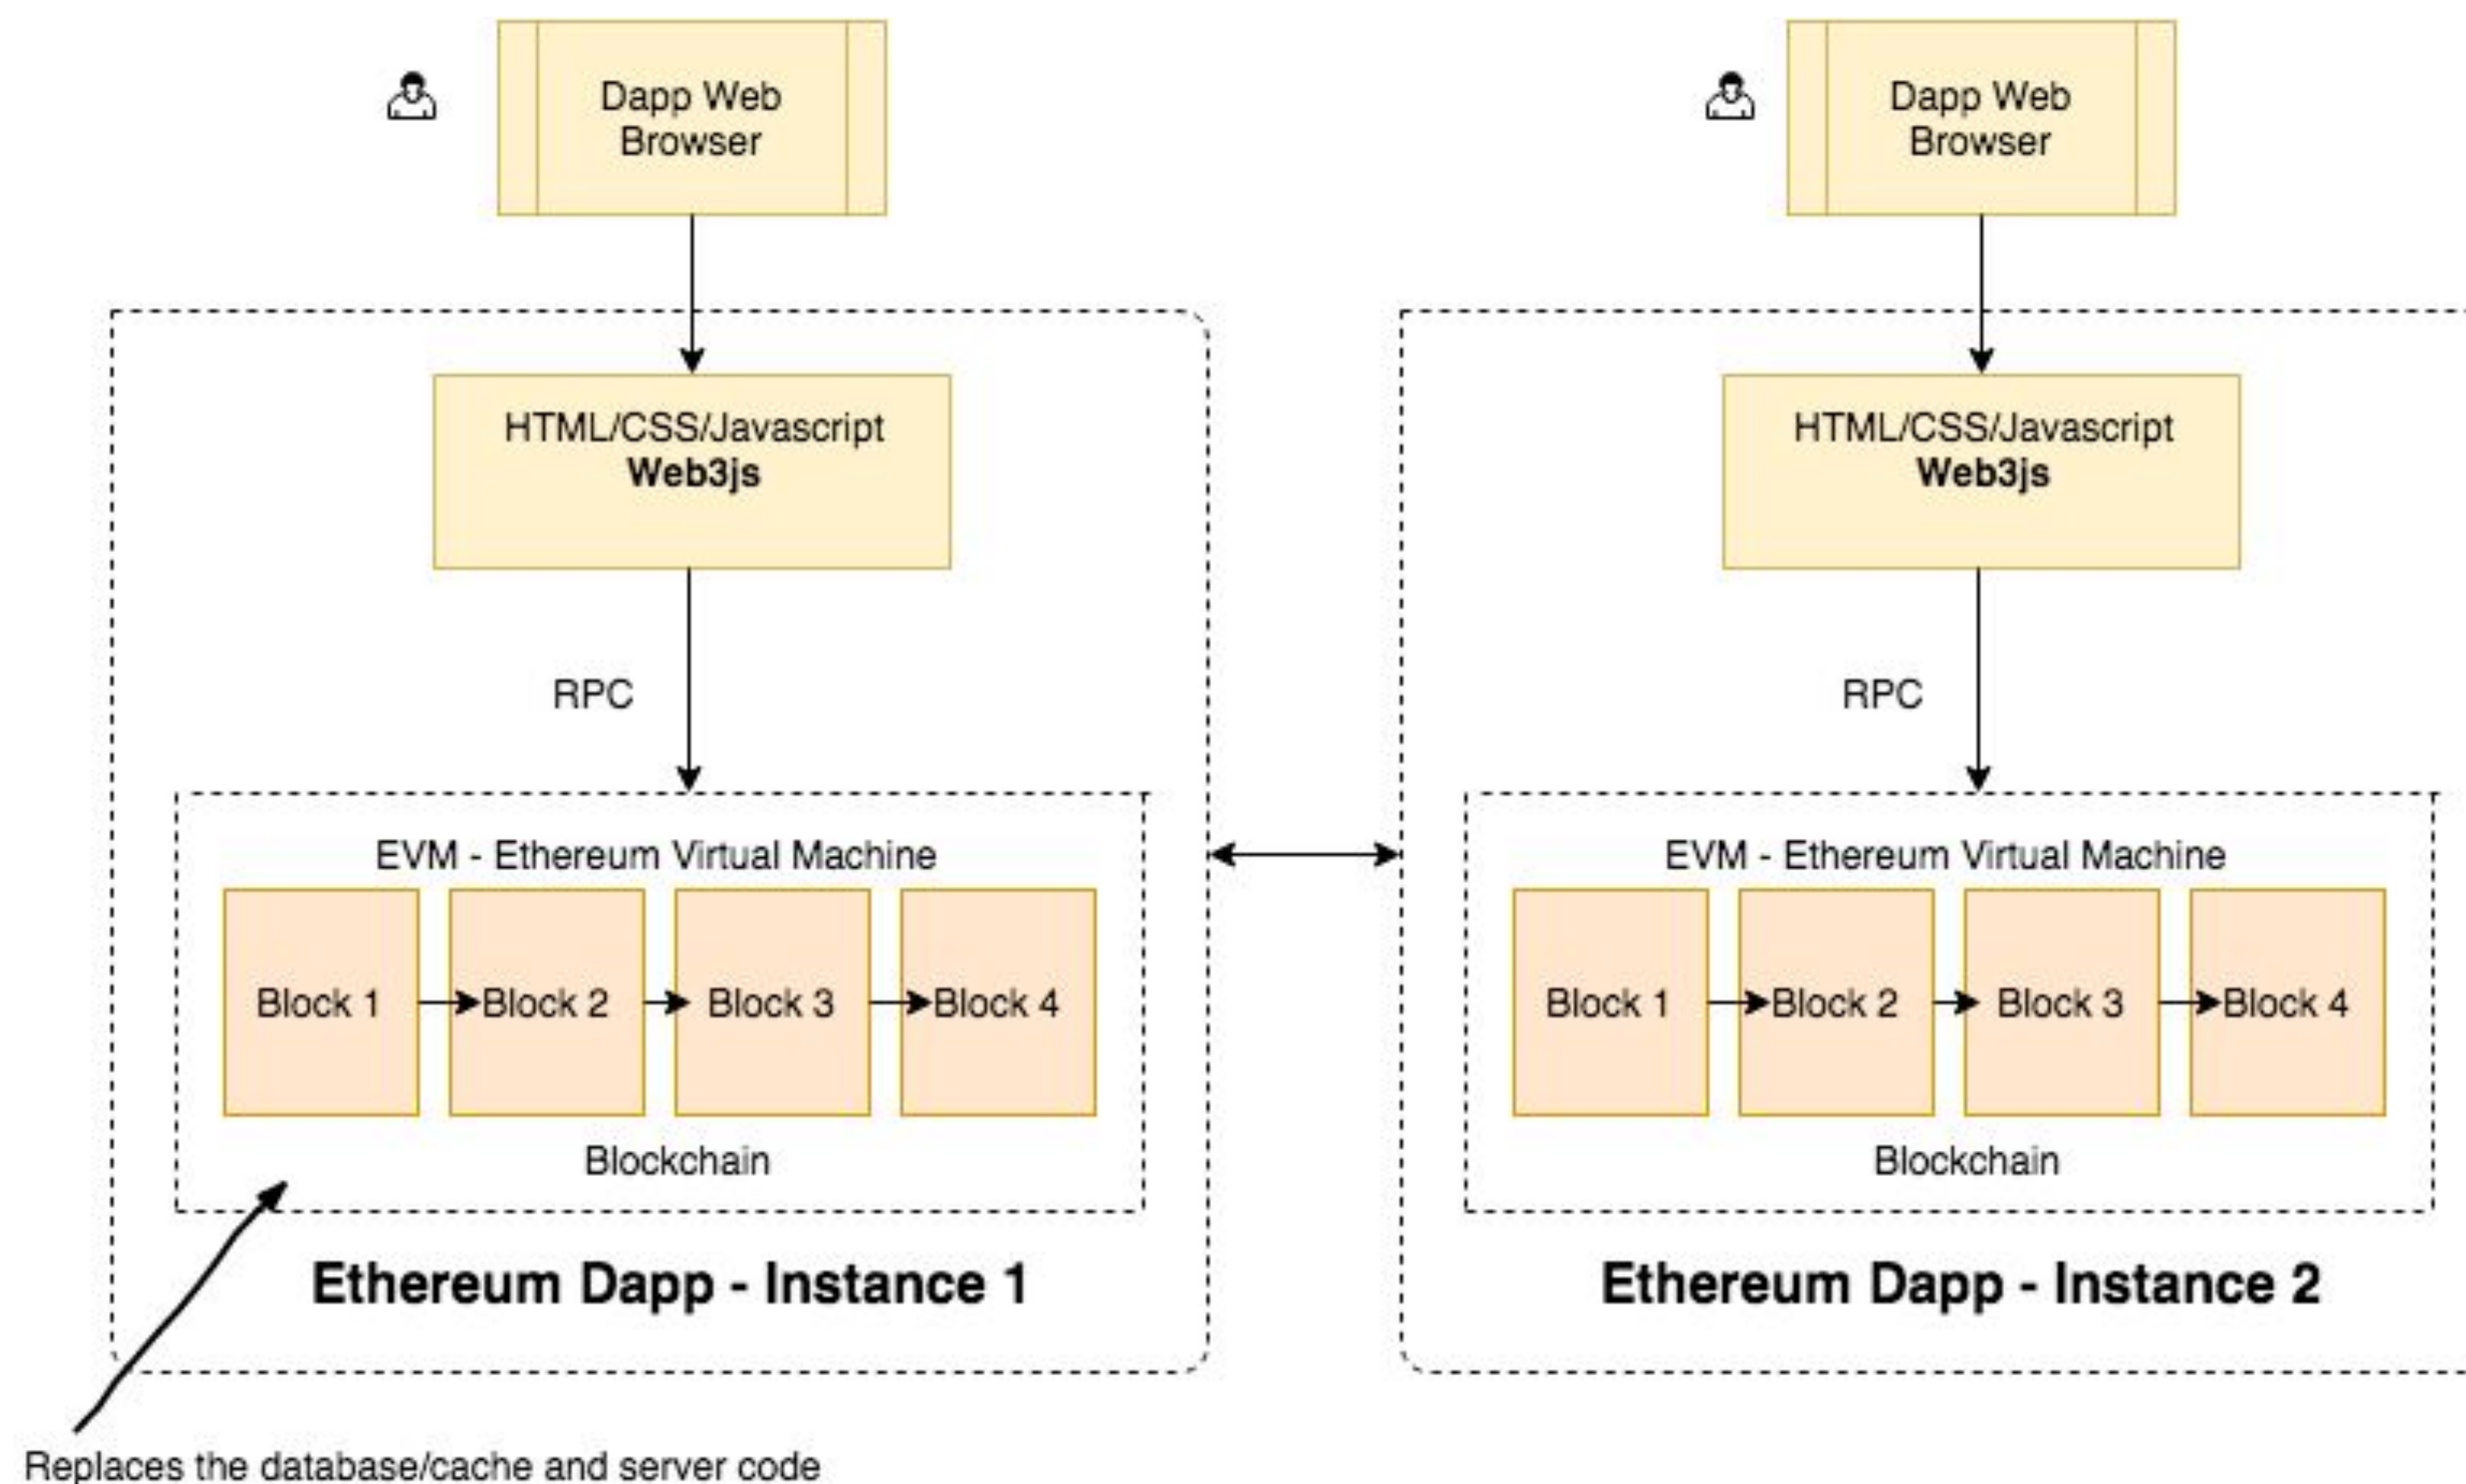 Dapp Web
Browser
Dapp Web
Browser
HTML/CSS/Javascript
Web3js
HTML/CSS/Javascript
Web3js
RPC
RPC
EVM - Ethereum Virtual Machine
Block 1
Block 2
Block 3
Block 4
Blockchain
EVM - Ethereum Virtual Machine
Block 1
Block 2
Block 3
Block 4
Blockchain
Ethereum Dapp - Instance 1
Ethereum Dapp - Instance 2
Replaces the database/cache and server code